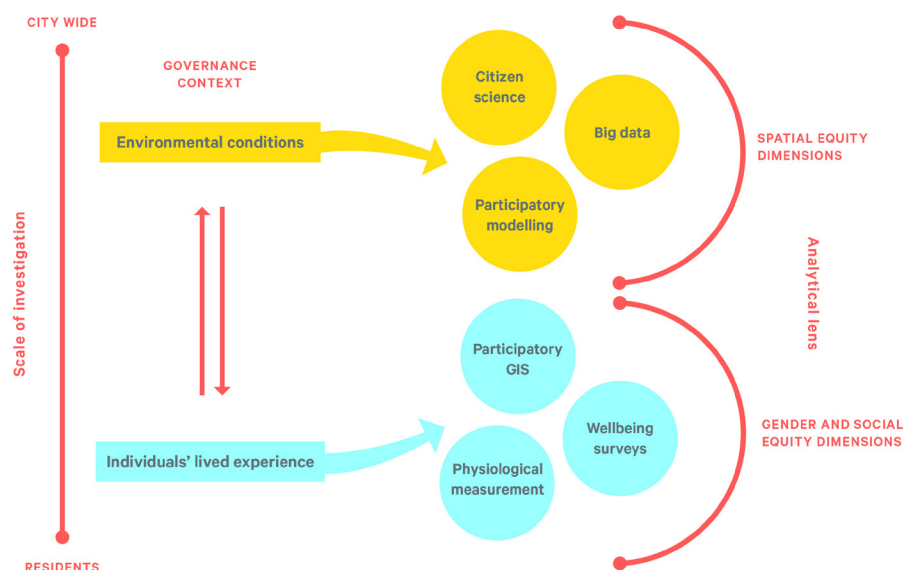 CITY WIDE
GOVERNANCE
CONTEXT
Environmental conditions
Citizen
science
Big data
Participatory
modelling
SPATIAL EQUITY
DIMENSIONS
Scale of investigation
Analytical lens
Participatory
GIS
Wellbeing
surveys
Individuals’ lived experience
Physiological
measurement
GENDER AND SOCIAL
EQUITY DIMENSIONS
RESIDENTS